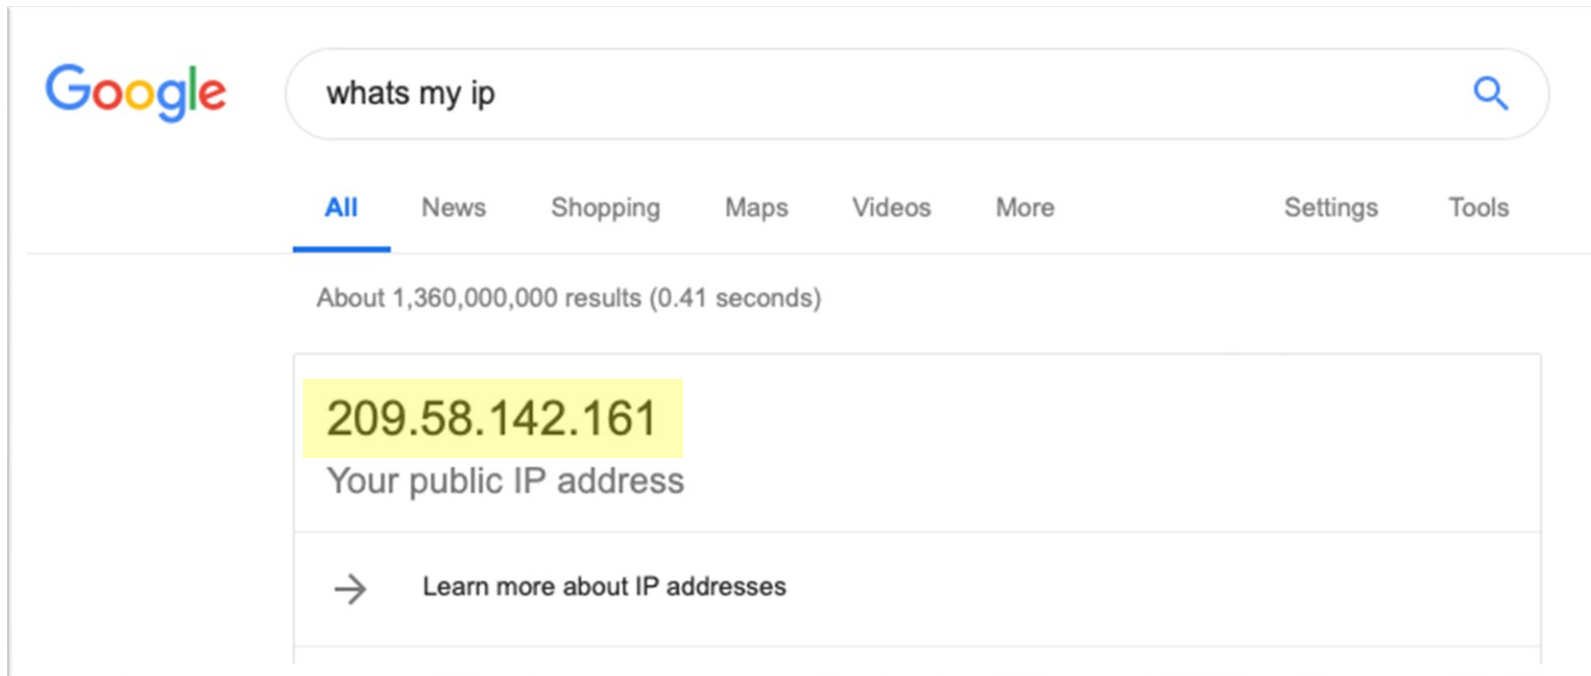 Google
whats my ip
All News Shopping Maps Videos More Settings Tools
About 1,360,000,000 results (0.41 seconds)
209.58.142.161
Your public IP address
Learn more about IP addresses